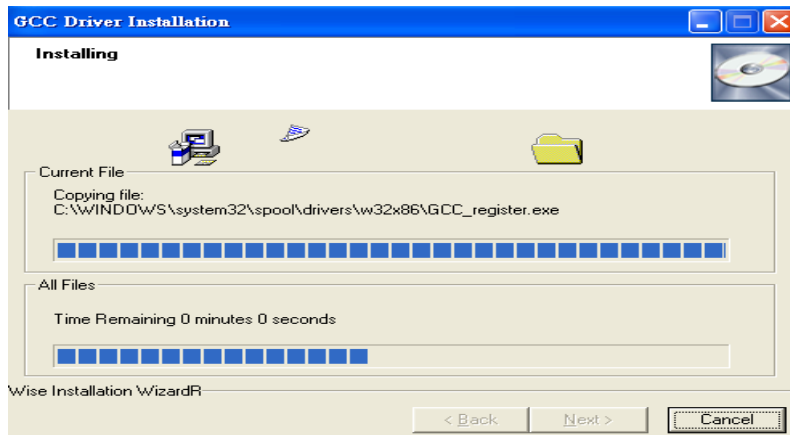 GCC Driver Installation
Installing
Current File
Copying file:
C:\WINDOWS\system32\spool\drivers\w32x86\GCC_register.exe
All Files
Time Remaining 0 minutes 0 seconds
Wise Installation WizardR
< Back
Next >
Cancel